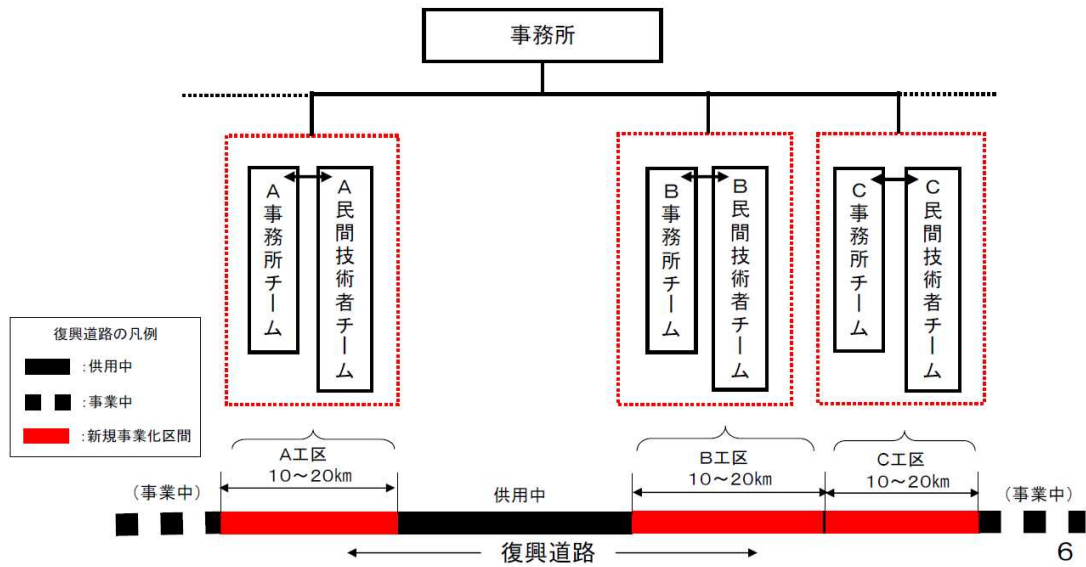 事務所
A事務所チーム
A民間技術者チーム
B事務所チーム
B民間技術者チーム
C事務所チーム
C民間技術者チーム
復興道路の凡例
:供用中
:事業中
:新規事業化区間
A工区
10～20㎞
B工区
10～20㎞
C工区
10～20㎞
(事業中)
供用中
(事業中)
復興道路
6